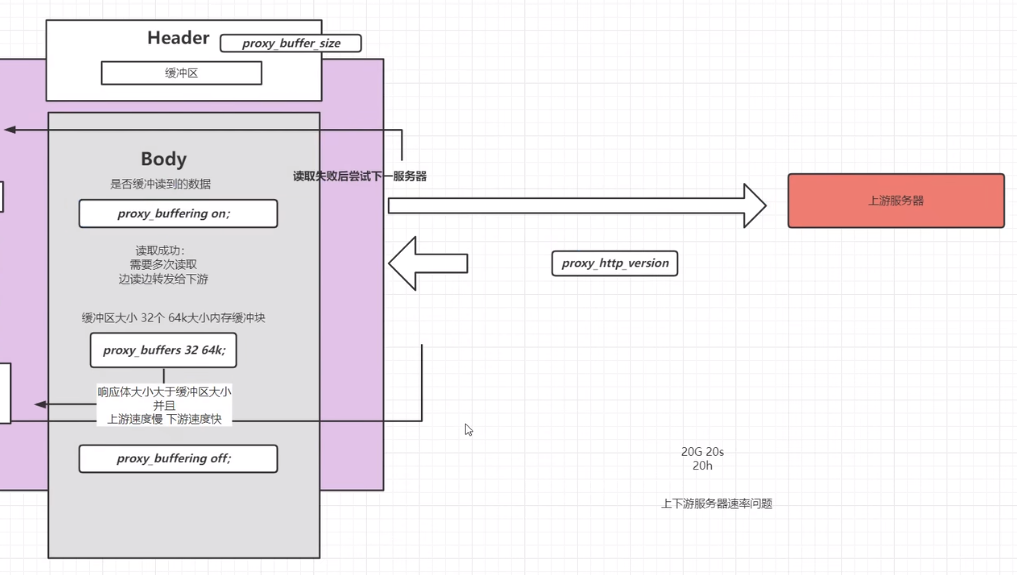 Header
proxy_buffer_size
缓冲区
Body
是否缓冲读到的数据
proxy_buffering on;
读取成功:
需要多次读取
边读边转发给下游
缓冲区大小 32个 64k大小内存缓冲块
proxy_buffers 32 64k;
响应体大小大于缓冲区大小
并且
上游速度慢 下游速度快
proxy_buffering off;
读取失败后尝试下一服务器
proxy_http_version
上游服务器
20G 20s
20h
上下游服务器速率问题